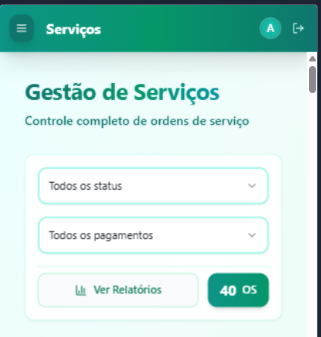 Serviços
A
Gestão de Serviços
Controle completo de ordens de serviço
Todos os status
Todos os pagamentos
Ver Relatórios
40 OS